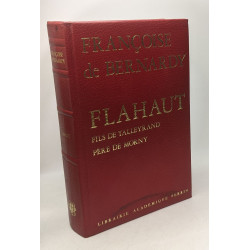 FRANÇOISE
de BERNARDY
FLAHAUT
FILS DE TALLEYRAND
PÈRE DE MORNY
LIBRAIRIE ACADÉMIQUE PERRIN